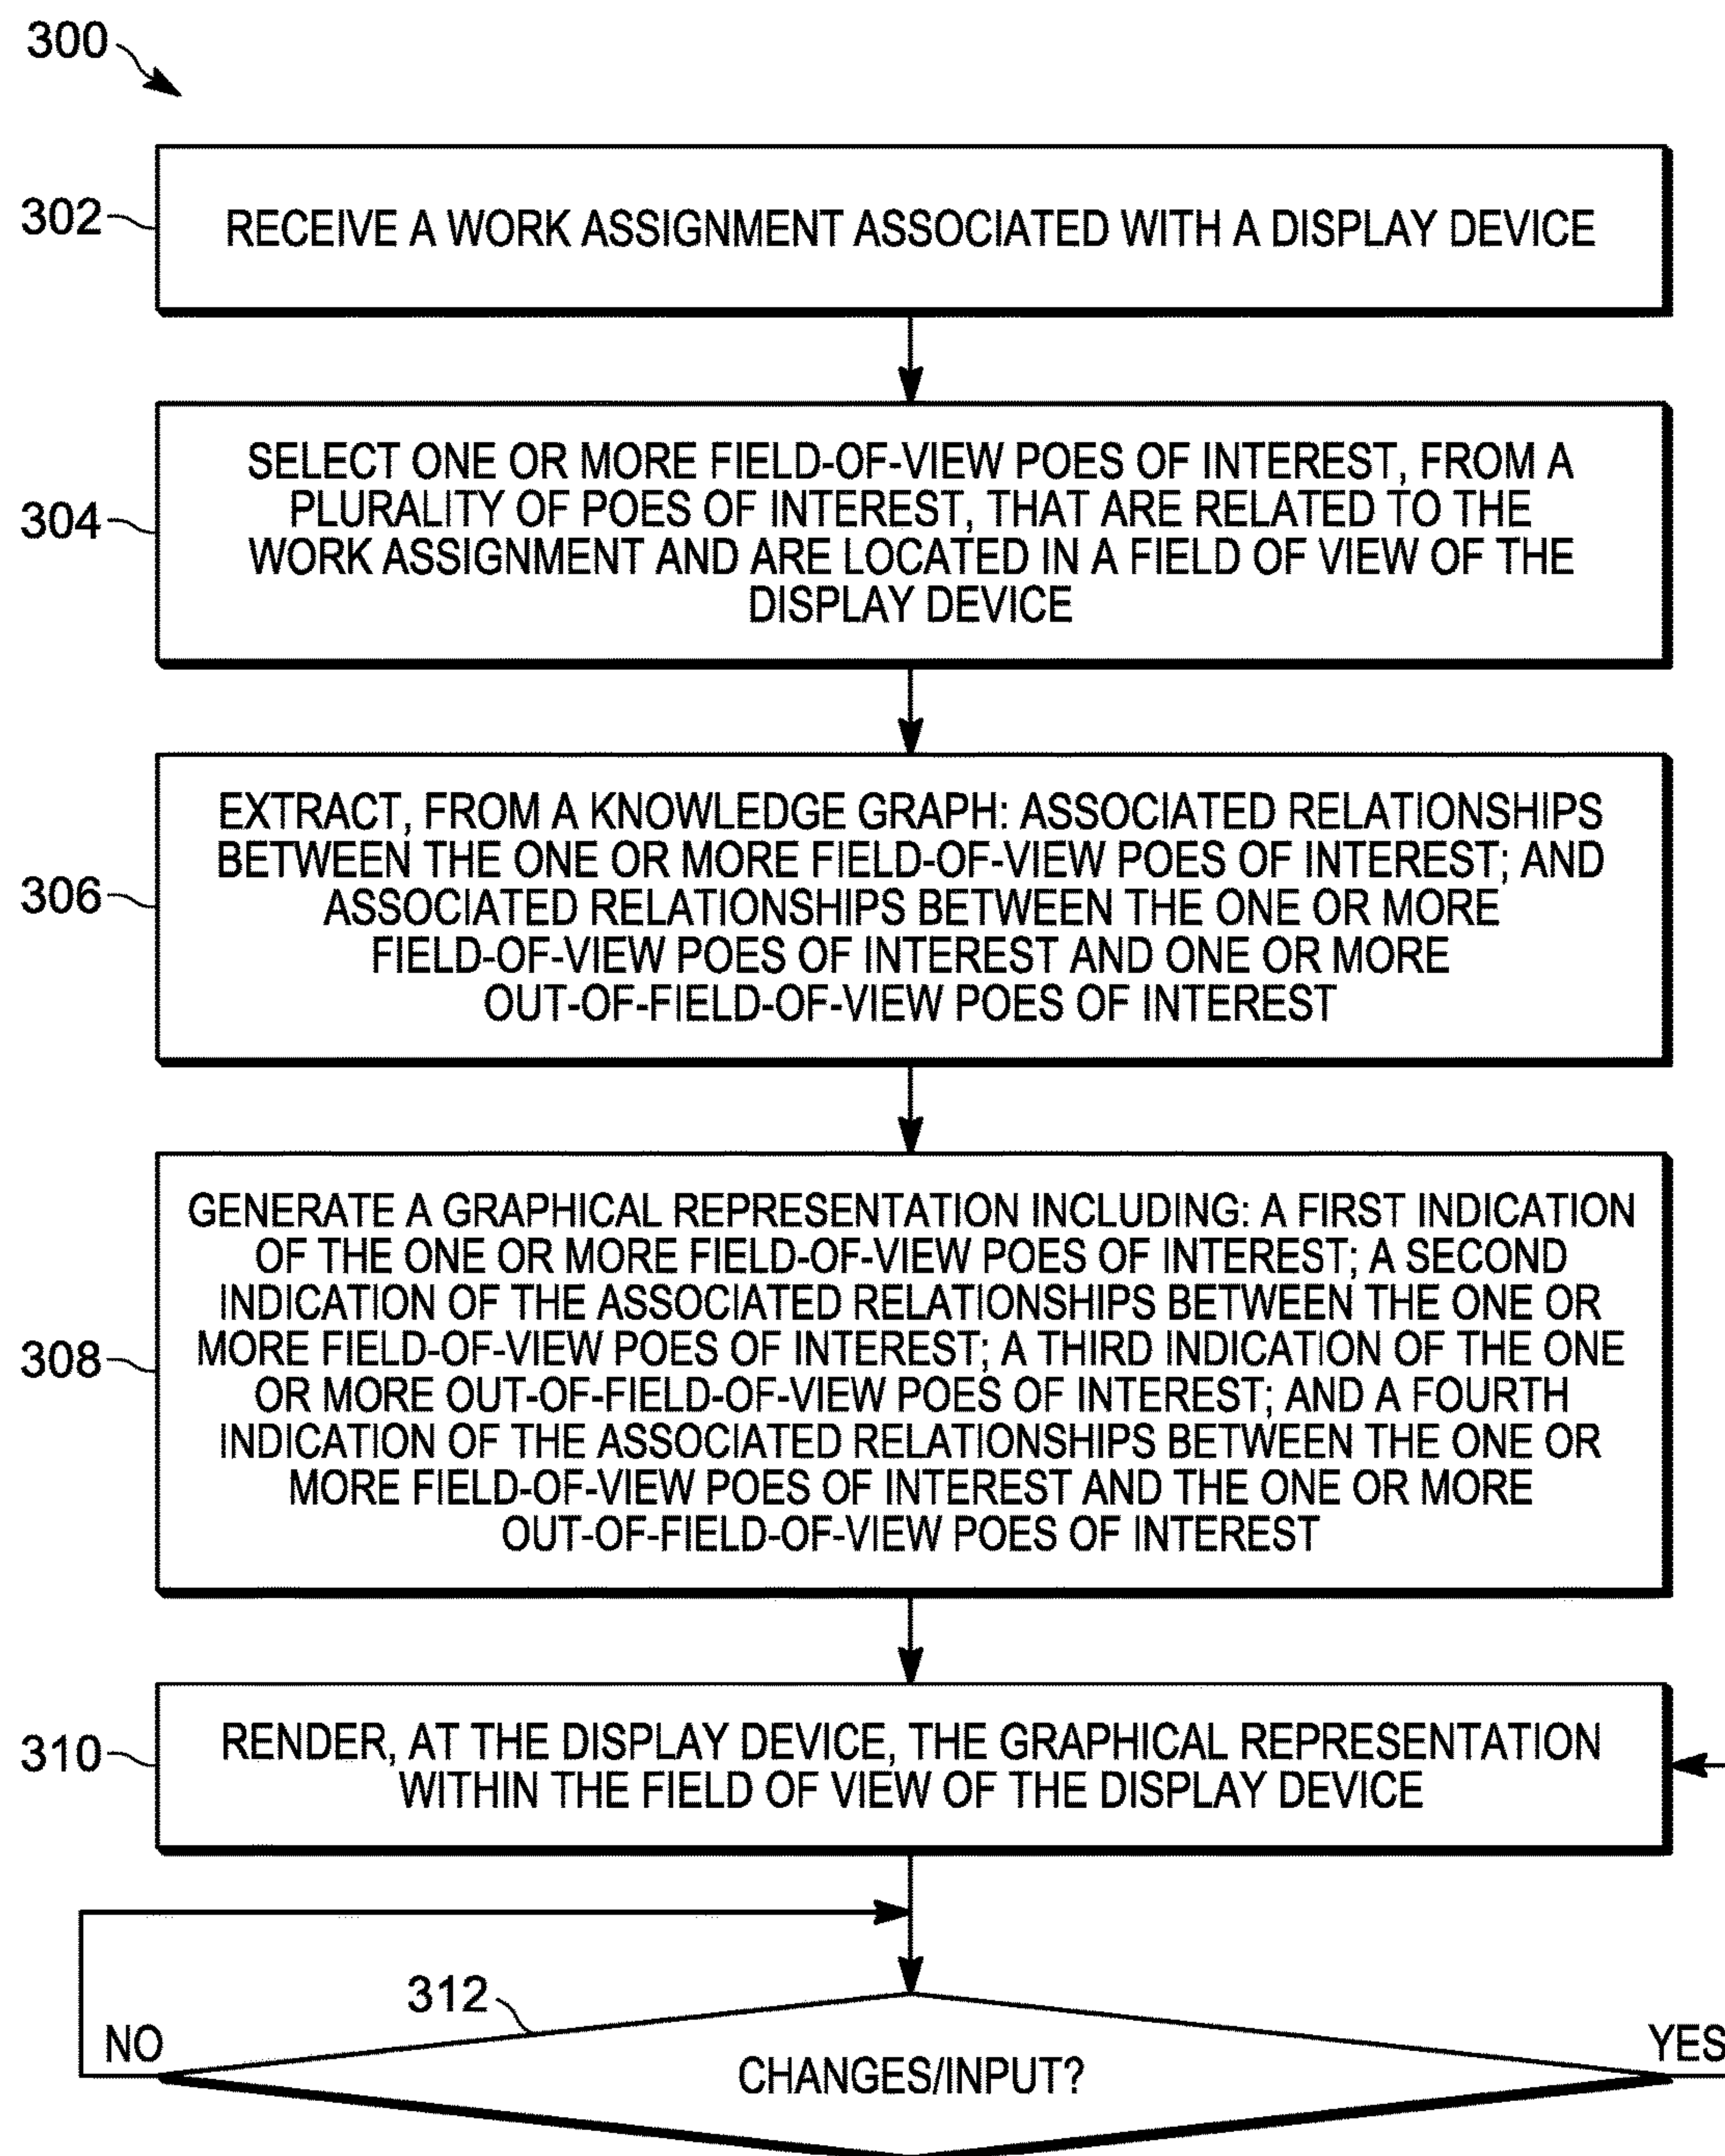 300
302
RECEIVE A WORK ASSIGNMENT ASSOCIATED WITH A DISPLAY DEVICE
304
SELECT ONE OR MORE FIELD-OF-VIEW POES OF INTEREST, FROM A
PLURALITY OF POES OF INTEREST, THAT ARE RELATED TO THE
WORK ASSIGNMENT AND ARE LOCATED IN A FIELD OF VIEW OF THE
DISPLAY DEVICE
306
EXTRACT, FROM A KNOWLEDGE GRAPH: ASSOCIATED RELATIONSHIPS
BETWEEN THE ONE OR MORE FIELD-OF-VIEW POES OF INTEREST; AND
ASSOCIATED RELATIONSHIPS BETWEEN THE ONE OR MORE
FIELD-OF-VIEW POES OF INTEREST AND ONE OR MORE
OUT-OF-FIELD-OF-VIEW POES OF INTEREST
308
GENERATE A GRAPHICAL REPRESENTATION INCLUDING: A FIRST INDICATION
OF THE ONE OR MORE FIELD-OF-VIEW POES OF INTEREST; A SECOND
INDICATION OF THE ASSOCIATED RELATIONSHIPS BETWEEN THE ONE OR
MORE FIELD-OF-VIEW POES OF INTEREST; A THIRD INDICATION OF THE ONE
OR MORE OUT-OF-FIELD-OF-VIEW POES OF INTEREST; AND A FOURTH
INDICATION OF THE ASSOCIATED RELATIONSHIPS BETWEEN THE ONE OR
MORE FIELD-OF-VIEW POES OF INTEREST AND THE ONE OR MORE
OUT-OF-FIELD-OF-VIEW POES OF INTEREST
310
RENDER, AT THE DISPLAY DEVICE, THE GRAPHICAL REPRESENTATION
WITHIN THE FIELD OF VIEW OF THE DISPLAY DEVICE
312
NO
CHANGES/INPUT?
YES